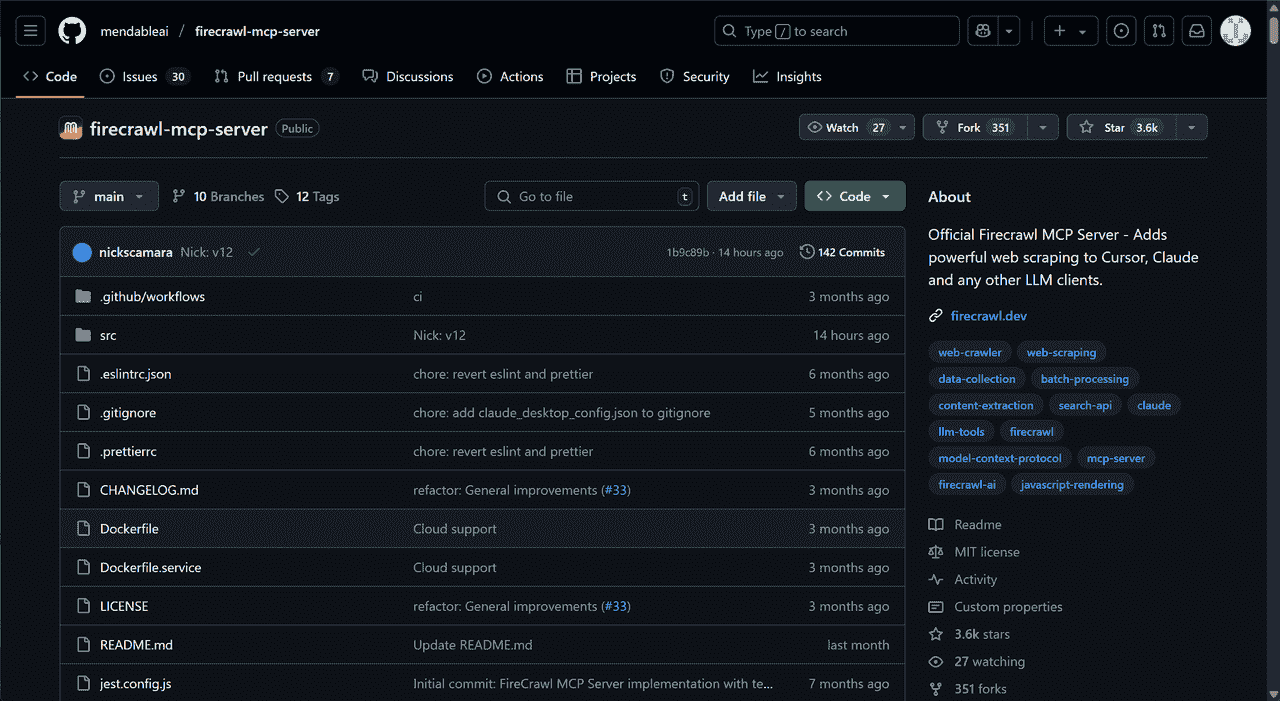 mendableai / firecrawl-mcp-server
Type / to search
Code Issues 30 Pull requests 7 Discussions Actions Projects Security Insights
firecrawl-mcp-server Public
Watch 27 Fork 351 Star 3.6k
main 10 Branches 12 Tags
Go to file t
Add file
Code
nickscamara Nick: v12 1b9c89b · 14 hours ago 142 Commits
.github/workflows ci 3 months ago
src Nick: v12 14 hours ago
.eslintrc.json chore: revert eslint and prettier 6 months ago
.gitignore chore: add claude_desktop_config.json to gitignore 5 months ago
.prettierrc chore: revert eslint and prettier 6 months ago
CHANGELOG.md refactor: General improvements (#33) 3 months ago
Dockerfile Cloud support 3 months ago
Dockerfile.service Cloud support 3 months ago
LICENSE refactor: General improvements (#33) 3 months ago
README.md Update README.md last month
jest.config.js Initial commit: FireCrawl MCP Server implementation with te... 7 months ago
About
Official Firecrawl MCP Server - Adds
powerful web scraping to Cursor, Claude
and any other LLM clients.
firecrawl.dev
web-crawler web-scraping
data-collection batch-processing
content-extraction search-api claude
llm-tools firecrawl
model-context-protocol mcp-server
firecrawl-ai javascript-rendering
Readme
MIT license
Activity
Custom properties
3.6k stars
27 watching
351 forks